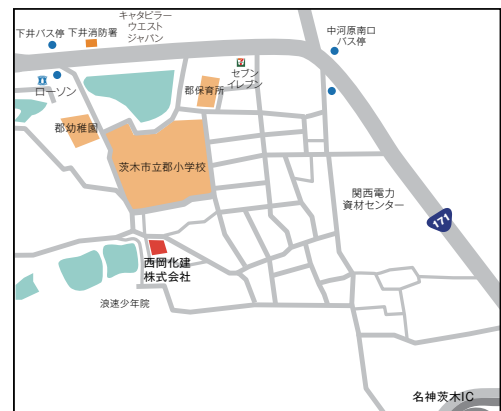 キャタピラー
ウエスト
ジャパン
下井バス停
下井消防署
中河原南口
バス停
セブン
イレブン
ローソン
郡保育所
郡幼稚園
茨木市立郡小学校
関西電力
資材センター
171
西岡化建
株式会社
浪速少年院
名神茨木IC